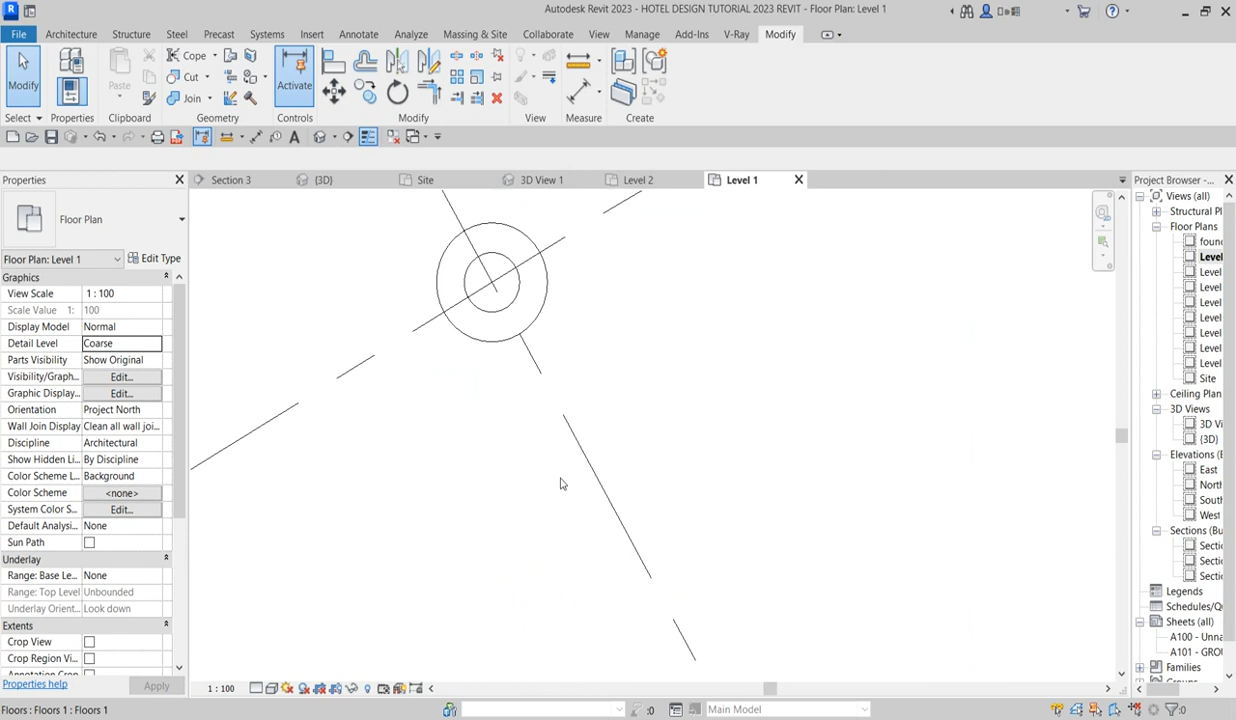 Autodesk Revit 2023 - HOTEL DESIGN TUTORIAL 2023 REVIT - Floor Plan: Level 1
File Architecture Structure Steel Precast Systems Insert Annotate Analyze Massing & Site Collaborate View Manage Add-Ins V-Ray Modify
Cope
Modify Paste Cut Activate
Join
Select Properties Clipboard Geometry Controls Modify View Measure Create
Properties
Section 3 {3D} Site 3D View 1 Level 2 Level 1
Project Browser -...
Floor Plan
Floor Plan: Level 1 Edit Type
Graphics
View Scale 1 : 100
Scale Value 1: 100
Display Model Normal
Detail Level Coarse
Parts Visibility Show Original
Visibility/Graph... Edit...
Graphic Display... Edit...
Orientation Project North
Wall Join Display Clean all wall joi...
Discipline Architectural
Show Hidden Li... By Discipline
Color Scheme L... Background
Color Scheme <none>
System Color S... Edit...
Default Analysi... None
Sun Path
Underlay
Range: Base Le... None
Range: Top Level Unbounded
Underlay Orient... Look down
Extents
Crop View
Crop Region Vi...
Annotation Crop
Properties help Apply
Views (all)
Structural Pl
Floor Plans
foun
Level
Level
Level
Level
Level
Level
Level
Level
Site
Ceiling Plan
3D Views
3D Vi
{3D}
Elevations (B
East
North
South
West
Sections (Bu
Secti
Secti
Secti
Legends
Schedules/Q
Sheets (all)
A100 - Unna
A101 - GRO
Families
1 : 100
Floors : Floors 1 : Floors 1
:0 Main Model :0